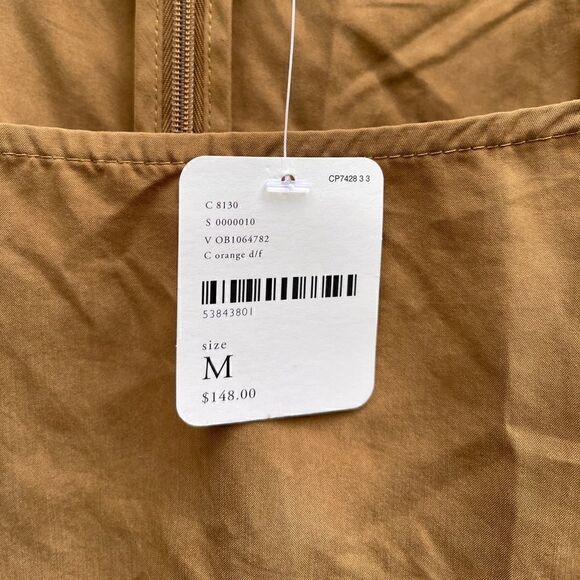 CP7428 3 3
C 8130
S 0000010
V OB1064782
C orange d/f
53843801
size
M
$148.00